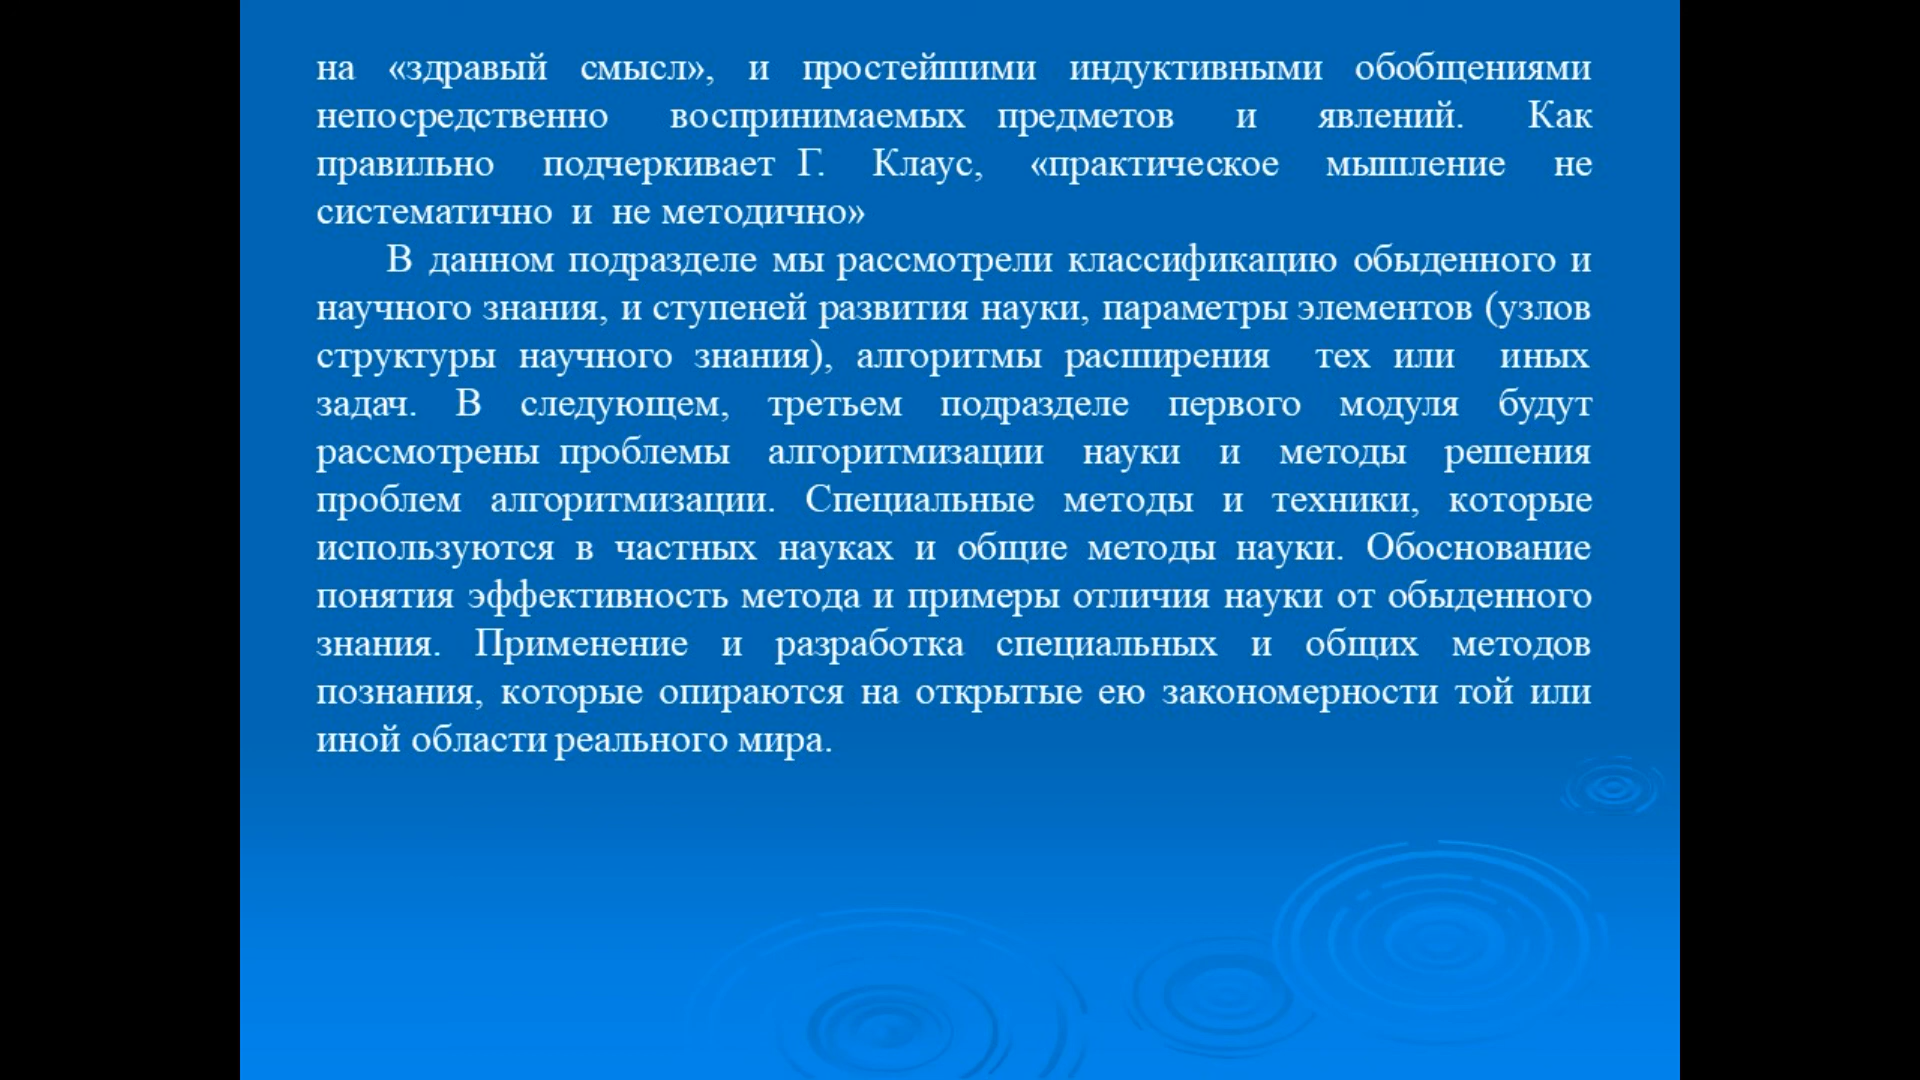 на «здравый смысл», и простейшими индуктивными обобщениями
непосредственно воспринимаемых предметов и явлений. Как
правильно подчеркивает Г. Клаус, «практическое мышление не
систематично и не методично»
В данном подразделе мы рассмотрели классификацию обыденного и
научного знания, и ступеней развития науки, параметры элементов (узлов
структуры научного знания), алгоритмы расширения тех или иных
задач. В следующем, третьем подразделе первого модуля будут
рассмотрены проблемы алгоритмизации науки и методы решения
проблем алгоритмизации. Специальные методы и техники, которые
используются в частных науках и общие методы науки. Обоснование
понятия эффективность метода и примеры отличия науки от обыденного
знания. Применение и разработка специальных и общих методов
познания, которые опираются на открытые ею закономерности той или
иной области реального мира.